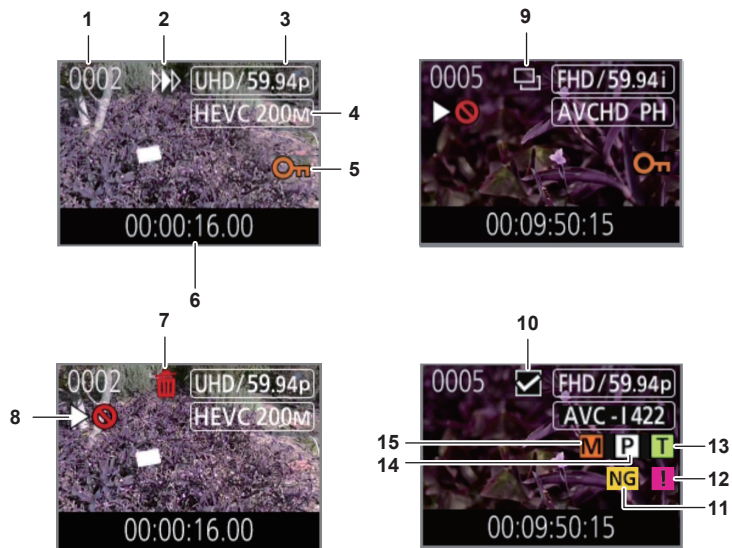 1 2 3
0002 UHD/59.94p
HEVC 200M 4
5
00:00:16.00
6
9
0005 FHD/59.94i
AVCHD PH
00:09:50:15
7
0002 UHD/59.94p
8 HEVC 200M
00:00:16.00
10
0005 FHD/59.94p
AVC-I 422
15 M P T 13
14 NG ! 12
11
00:09:50:15